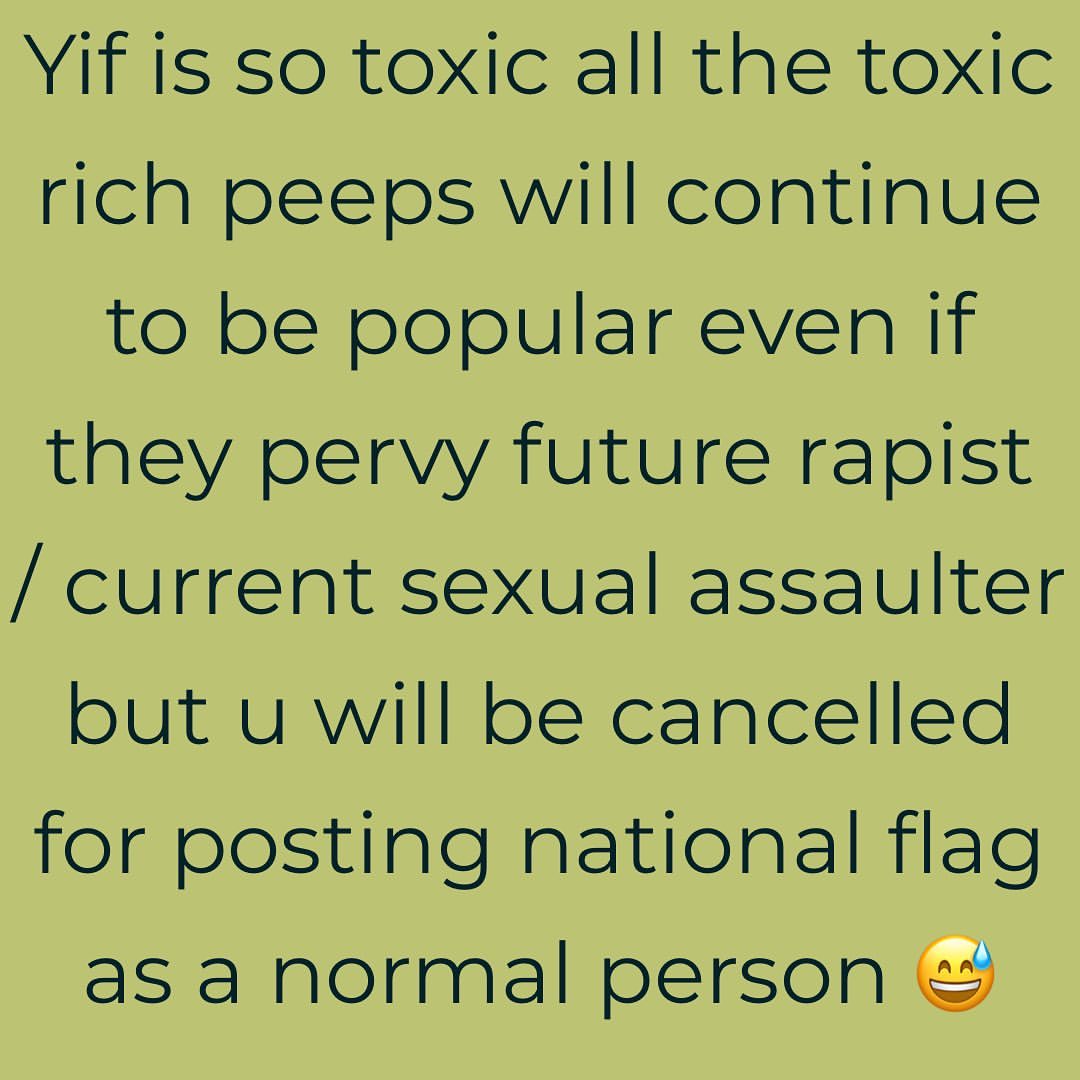 Yif is so toxic all the toxic
rich peeps will continue
to be popular even if
they pervy future rapist
/ current sexual assaulter
but u will be cancelled
for posting national flag
as a normal person 😅